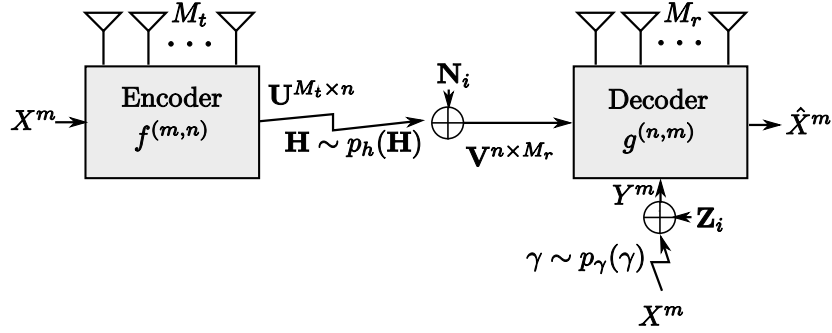 M_t
M_r
X^m
Encoder
f^{(m,n)}
U^{M_t×n}
H ∼ p_h(H)
N_i
V^{n×M_r}
Decoder
g^{(n,m)}
X̂^m
Y^m
Z_i
γ ∼ p_γ(γ)
X^m